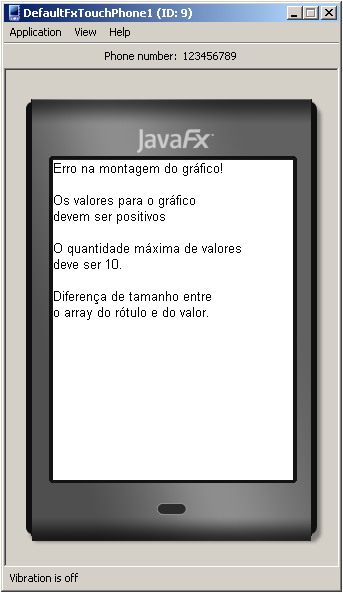 DefaultFxTouchPhone1 (ID: 9)
Application View Help
Phone number: 123456789
JavaFx
Erro na montagem do gráfico!
Os valores para o gráfico
devem ser positivos
O quantidade máxima de valores
deve ser 10.
Diferença de tamanho entre
o array do rótulo e do valor.
Vibration is off